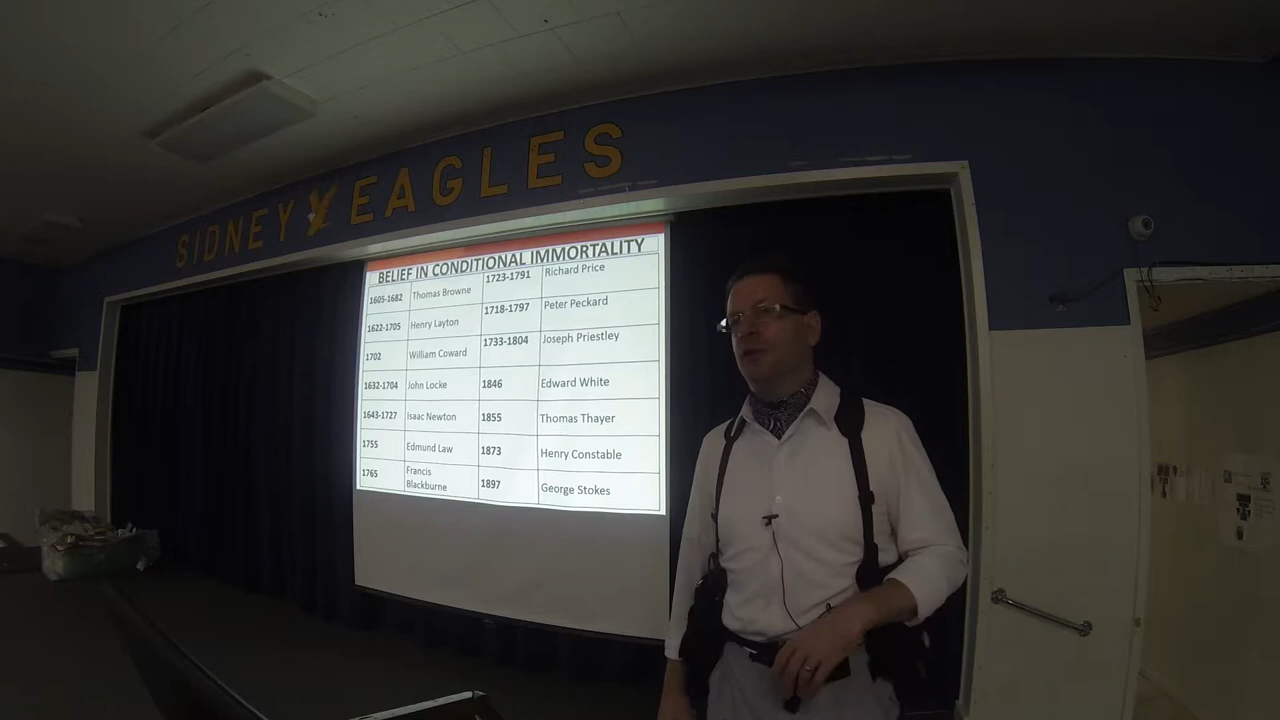 SIDNEY EAGLES
BELIEF IN CONDITIONAL IMMORTALITY
1605-1682 Thomas Browne 1723-1791 Richard Price
1622-1705 Henry Layton 1718-1797 Peter Peckard
1702 William Coward 1733-1804 Joseph Priestley
1632-1704 John Locke 1846 Edward White
1643-1727 Isaac Newton 1855 Thomas Thayer
1755 Edmund Law 1873 Henry Constable
1765 Francis Blackburne 1897 George Stokes